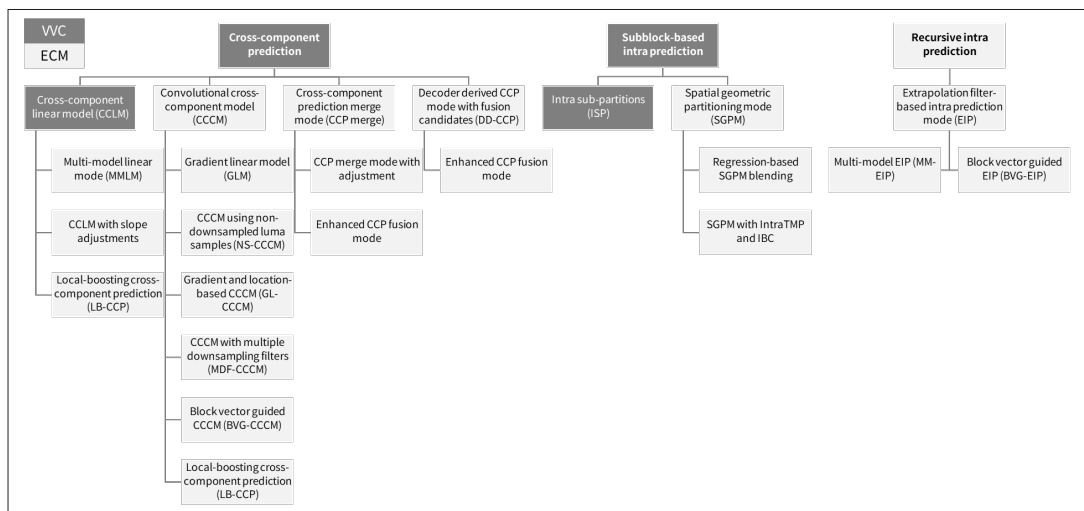 VVC
ECM
Cross-component
prediction
Subblock-based
intra prediction
Recursive intra
prediction
Cross-component
linear model (CCLM)
Convolutional cross-
component model
(CCCM)
Cross-component
prediction merge
mode (CCP merge)
Decoder derived CCP
mode with fusion
candidates (DD-CCP)
Intra sub-partitions
(ISP)
Spatial geometric
partitioning mode
(SGPM)
Extrapolation filter-
based intra prediction
mode (EIP)
Multi-model linear
mode (MMLM)
Gradient linear model
(GLM)
CCP merge mode with
adjustment
Enhanced CCP fusion
mode
Regression-based
SGPM blending
Multi-model EIP (MM-
EIP)
Block vector guided
EIP (BVG-EIP)
CCLM with slope
adjustments
CCCM using non-
downsampled luma
samples (NS-CCCM)
Enhanced CCP fusion
mode
SGPM with IntraTMP
and IBC
Local-boosting cross-
component prediction
(LB-CCP)
Gradient and location-
based CCCM (GL-
CCCM)
CCCM with multiple
downsampling filters
(MDF-CCCM)
Block vector guided
CCCM (BVG-CCCM)
Local-boosting cross-
component prediction
(LB-CCP)